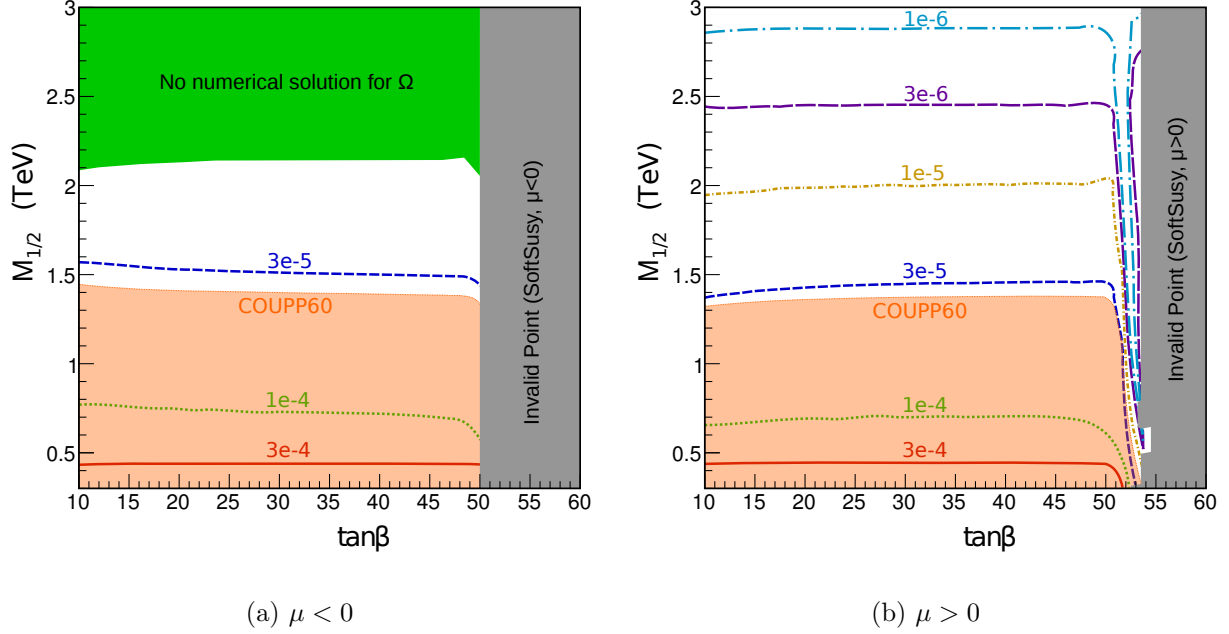 3
2.5
2
1.5
1
0.5
M1/2 (TeV)
No numerical solution for Ω
3e-5
COUPP60
1e-4
3e-4
Invalid Point (SoftSusy, μ<0)
10 15 20 25 30 35 40 45 50 55 60
tanβ
(a) μ < 0
3
2.5
2
1.5
1
0.5
M1/2 (TeV)
1e-6
3e-6
1e-5
3e-5
COUPP60
1e-4
3e-4
Invalid Point (SoftSusy, μ>0)
10 15 20 25 30 35 40 45 50 55 60
tanβ
(b) μ > 0